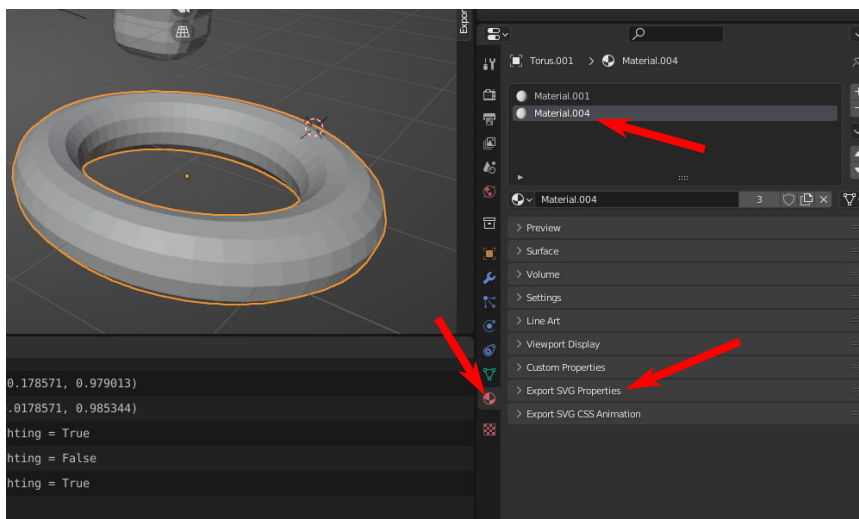 Expor
Torus.001 > Material.004
Material.001
Material.004
Material.004 3
> Preview
> Surface
> Volume
> Settings
> Line Art
> Viewport Display
> Custom Properties
> Export SVG Properties
> Export SVG CSS Animation
0.178571, 0.979013)
.0178571, 0.985344)
hting = True
hting = False
hting = True